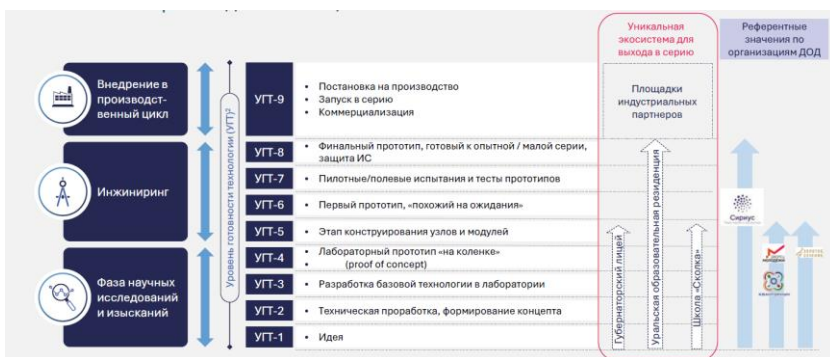 Уникальная
экосистема для
выхода в серию
Референтные
значения по
организациям ДОД
Внедрение в
производст-
венный цикл
Инжиниринг
Фаза научных
исследований
и изысканий
Уровень готовности технологии (УГТ)²
УГТ-9
• Постановка на производство
• Запуск в серию
• Коммерциализация
УГТ-8
• Финальный прототип, готовый к опытной / малой серии,
защита ИС
УГТ-7
• Пилотные/полевые испытания и тесты прототипов
УГТ-6
• Первый прототип, «похожий на ожидания»
УГТ-5
• Этап конструирования узлов и модулей
УГТ-4
• Лабораторный прототип «на коленке»
• (proof of concept)
УГТ-3
• Разработка базовой технологии в лаборатории
УГТ-2
• Техническая проработка, формирование концепта
УГТ-1
• Идея
Площадки
индустриальных
партнеров
Губернаторский лицей
Уральская образовательная резиденция
Школа «Сколка»
Сириус